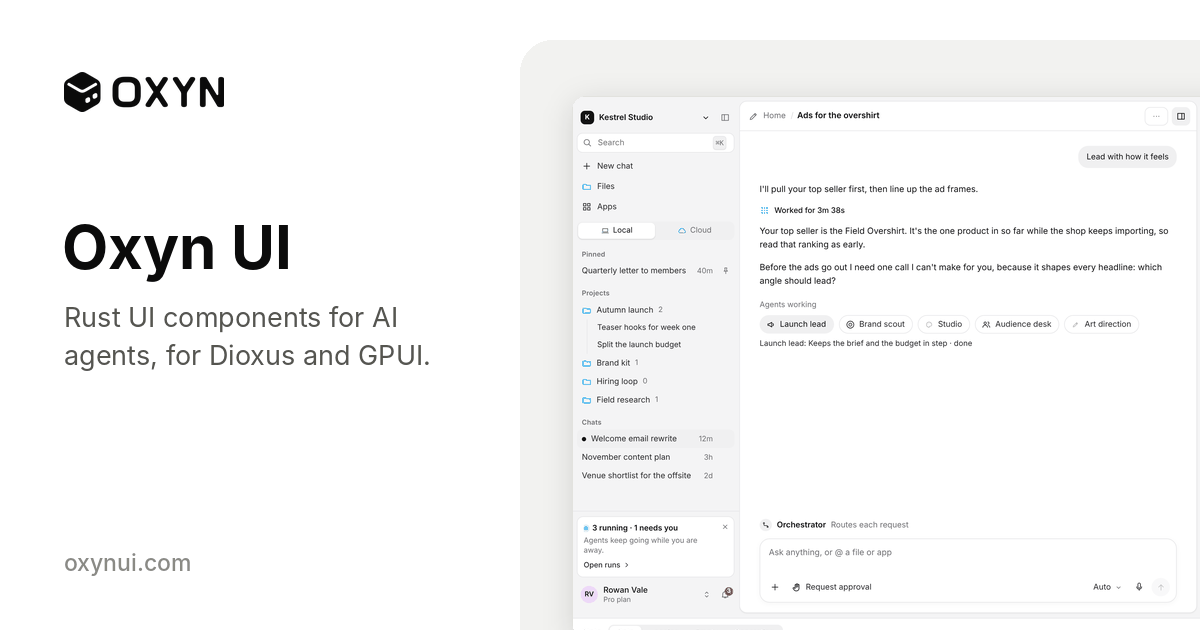 OXYN
Oxyn UI
Rust UI components for AI
agents, for Dioxus and GPUI.
oxynui.com
K Kestrel Studio
Search ⌘K
New chat
Files
Apps
Local Cloud
Pinned
Quarterly letter to members 40m
Projects
Autumn launch 2
Teaser hooks for week one
Split the launch budget
Brand kit 1
Hiring loop 0
Field research 1
Chats
Welcome email rewrite 12m
November content plan 3h
Venue shortlist for the offsite 2d
3 running · 1 needs you
Agents keep going while you are
away.
Open runs
RV Rowan Vale
Pro plan
Home / Ads for the overshirt
Lead with how it feels
I'll pull your top seller first, then line up the ad frames.
Worked for 3m 38s
Your top seller is the Field Overshirt. It's the one product in so far while the shop keeps importing, so
read that ranking as early.
Before the ads go out I need one call I can't make for you, because it shapes every headline: which
angle should lead?
Agents working
Launch lead Brand scout Studio Audience desk Art direction
Launch lead: Keeps the brief and the budget in step · done
Orchestrator Routes each request
Ask anything, or @ a file or app
Request approval Auto